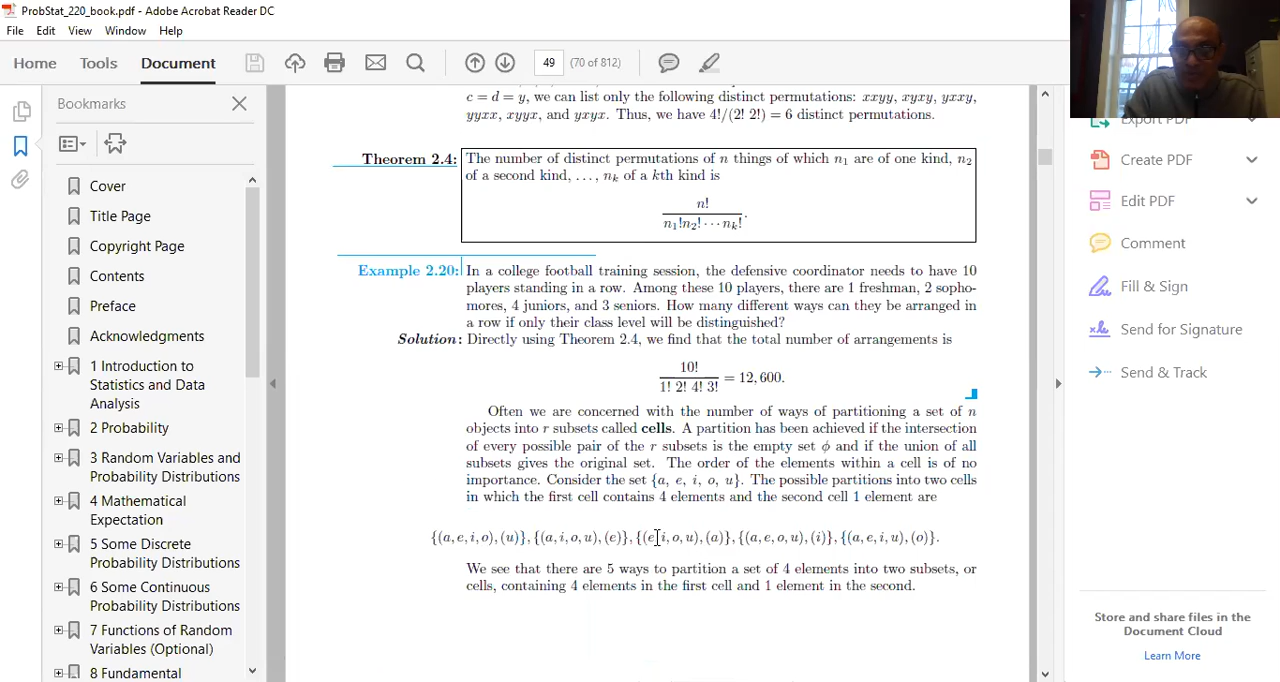 ProbStat_220_book.pdf - Adobe Acrobat Reader DC
File Edit View Window Help
Home Tools Document 49 (70 of 812)
Bookmarks
Cover
Title Page
Copyright Page
Contents
Preface
Acknowledgments
1 Introduction to
Statistics and Data
Analysis
2 Probability
3 Random Variables and
Probability Distributions
4 Mathematical
Expectation
5 Some Discrete
Probability Distributions
6 Some Continuous
Probability Distributions
7 Functions of Random
Variables (Optional)
8 Fundamental
c = d = y, we can list only the following distinct permutations: xxyy, xyxy, yxxy,
yyxx, xyyx, and yxyx. Thus, we have 4!/(2! 2!) = 6 distinct permutations.
Theorem 2.4: The number of distinct permutations of n things of which n₁ are of one kind, n₂
of a second kind, ..., nₖ of a kth kind is
n!
n₁!n₂! ··· nₖ!.
Example 2.20: In a college football training session, the defensive coordinator needs to have 10
players standing in a row. Among these 10 players, there are 1 freshman, 2 sopho-
mores, 4 juniors, and 3 seniors. How many different ways can they be arranged in
a row if only their class level will be distinguished?
Solution: Directly using Theorem 2.4, we find that the total number of arrangements is
10!
1! 2! 4! 3! = 12,600.
Often we are concerned with the number of ways of partitioning a set of n
objects into r subsets called cells. A partition has been achieved if the intersection
of every possible pair of the r subsets is the empty set ϕ and if the union of all
subsets gives the original set. The order of the elements within a cell is of no
importance. Consider the set {a, e, i, o, u}. The possible partitions into two cells
in which the first cell contains 4 elements and the second cell 1 element are
{(a, e, i, o), (u)}, {(a, i, o, u), (e)}, {(e, i, o, u), (a)}, {(a, e, o, u), (i)}, {(a, e, i, u), (o)}.
We see that there are 5 ways to partition a set of 4 elements into two subsets, or
cells, containing 4 elements in the first cell and 1 element in the second.
Export PDF
Create PDF
Edit PDF
Comment
Fill & Sign
Send for Signature
Send & Track
Store and share files in the
Document Cloud
Learn More